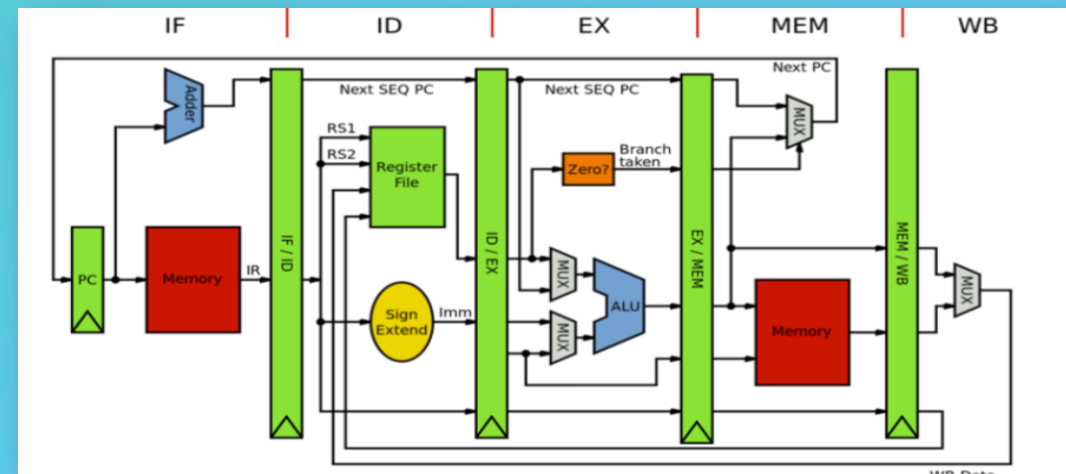 IF
ID
EX
MEM
WB
Next PC
Adder
Next SEQ PC
Next SEQ PC
RS1
RS2
Register
File
Branch
taken
Zero?
MUX
IF / ID
ID / EX
EX / MEM
MEM / WB
PC
Memory
IR
MUX
ALU
MUX
Sign
Extend
Imm
MUX
Memory
WB Data